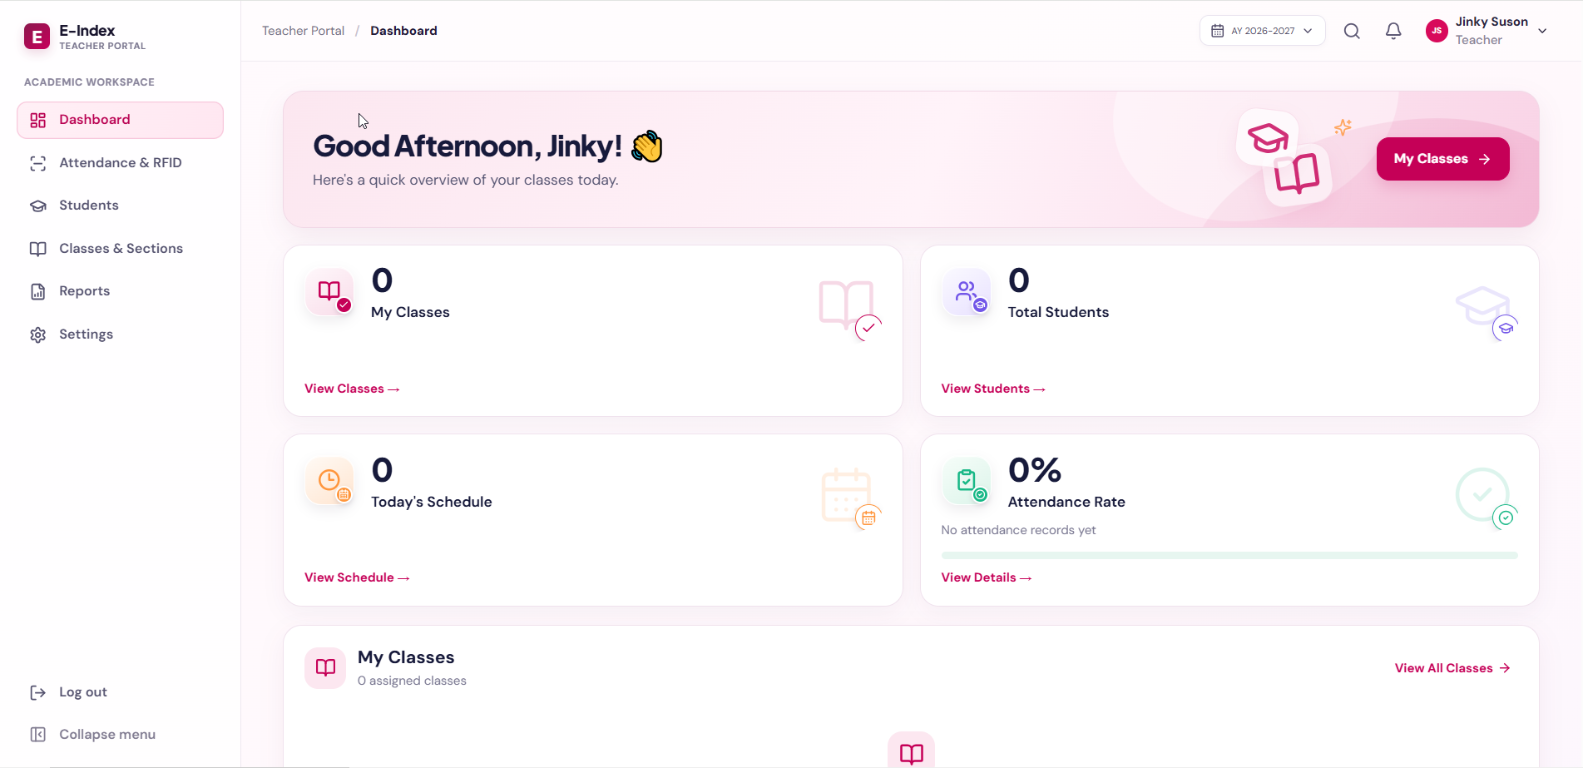 E
E-Index
TEACHER PORTAL
ACADEMIC WORKSPACE
Dashboard
Attendance & RFID
Students
Classes & Sections
Reports
Settings
Log out
Collapse menu
Teacher Portal / Dashboard
AY 2026-2027
JS
Jinky Suson
Teacher
Good Afternoon, Jinky! 👋
Here's a quick overview of your classes today.
My Classes →
0
My Classes
View Classes →
0
Total Students
View Students →
0
Today's Schedule
View Schedule →
0%
Attendance Rate
No attendance records yet
View Details →
My Classes
0 assigned classes
View All Classes →